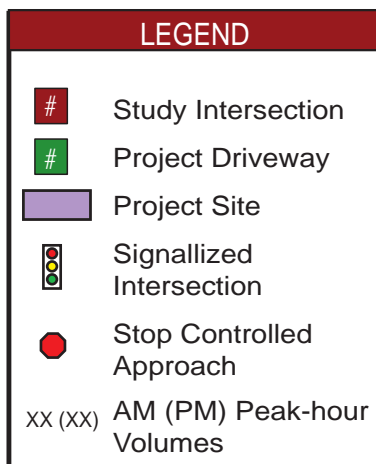 LEGEND
# Study Intersection
# Project Driveway
Project Site
Signallized
Intersection
Stop Controlled
Approach
XX (XX) AM (PM) Peak-hour
Volumes